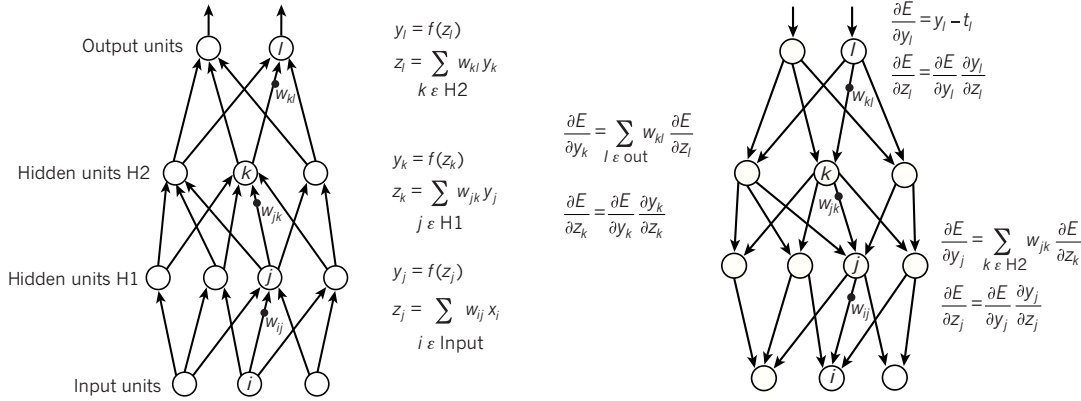 Output units
l
y_l = f(z_l)
z_l = ∑ w_kl y_k
k ε H2
w_kl
Hidden units H2
k
y_k = f(z_k)
z_k = ∑ w_jk y_j
j ε H1
w_jk
Hidden units H1
j
y_j = f(z_j)
z_j = ∑ w_ij x_i
i ε Input
w_ij
Input units
i
∂E/∂y_l = y_l – t_l
l
∂E/∂z_l = ∂E/∂y_l ∂y_l/∂z_l
w_kl
∂E/∂y_k = ∑ w_kl ∂E/∂z_l
l ε out
k
∂E/∂z_k = ∂E/∂y_k ∂y_k/∂z_k
w_jk
∂E/∂y_j = ∑ w_jk ∂E/∂z_k
k ε H2
j
∂E/∂z_j = ∂E/∂y_j ∂y_j/∂z_j
w_ij
i